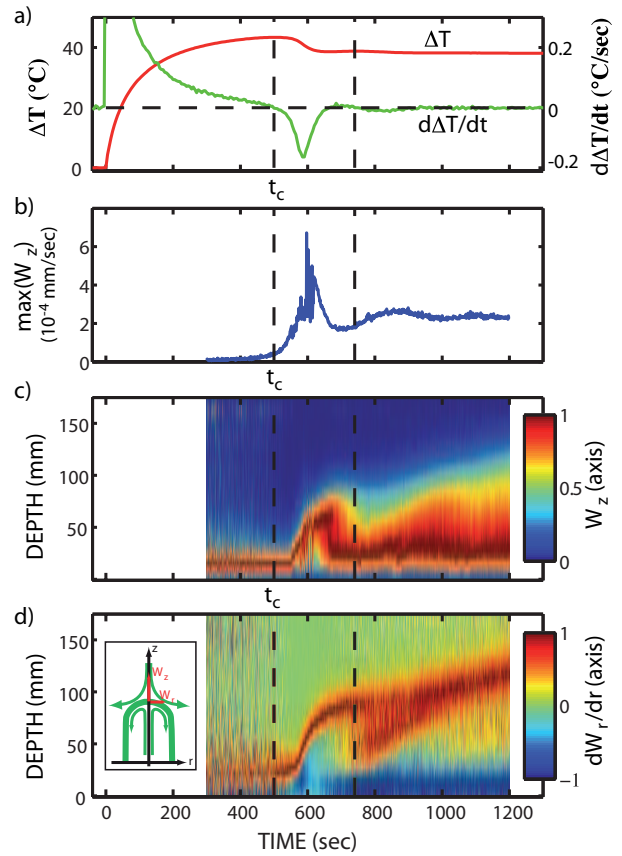 a)
ΔT (°C)
40
20
0
ΔT
dΔT/dt
0.2
0
-0.2
dΔT/dt (°C/sec)
t_c
b)
max(W_z)
(10^-4 mm/sec)
6
4
2
0
t_c
c)
DEPTH (mm)
150
100
50
1
0.5
0
W_z (axis)
t_c
d)
DEPTH (mm)
150
100
50
0
z
W_z
W_r
r
1
0
−1
dW_r/dr (axis)
0 200 400 600 800 1000 1200
TIME (sec)